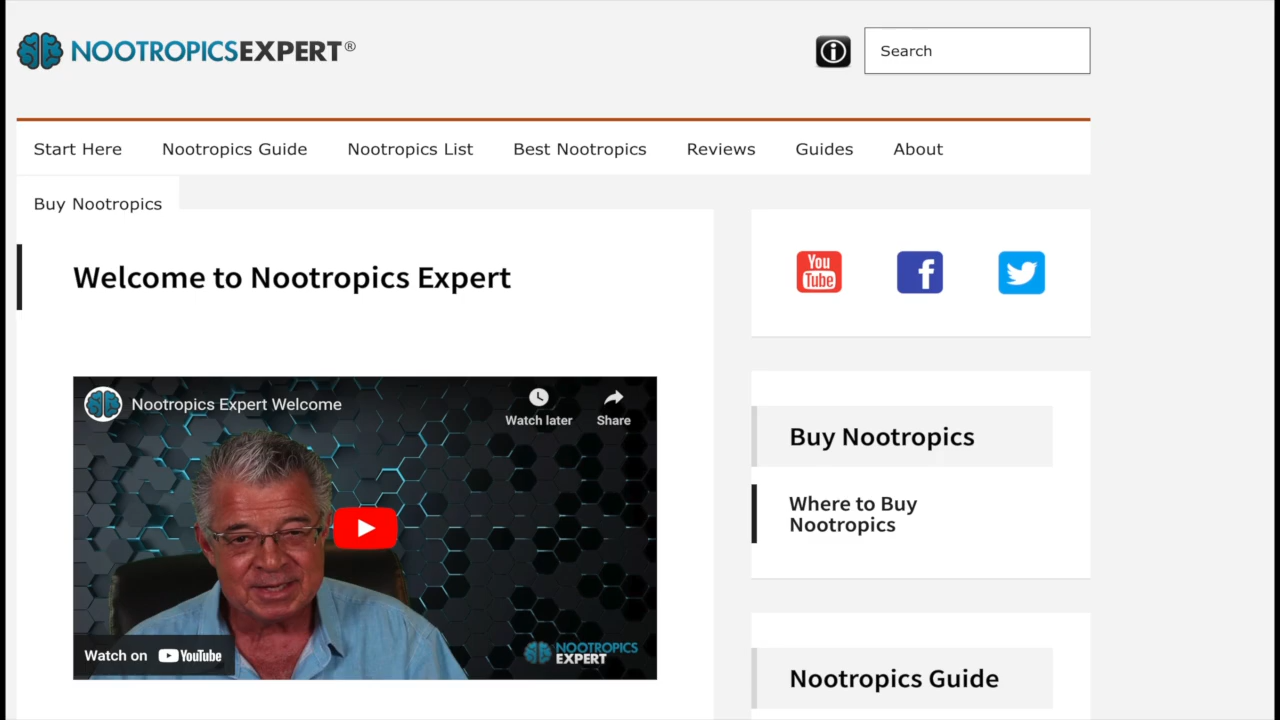 NOOTROPICSEXPERT®
Search
Start Here
Nootropics Guide
Nootropics List
Best Nootropics
Reviews
Guides
About
Buy Nootropics
Welcome to Nootropics Expert
You
Tube
f
Nootropics Expert Welcome
Watch later
Share
Watch on YouTube
NOOTROPICS
EXPERT
Buy Nootropics
Where to Buy
Nootropics
Nootropics Guide